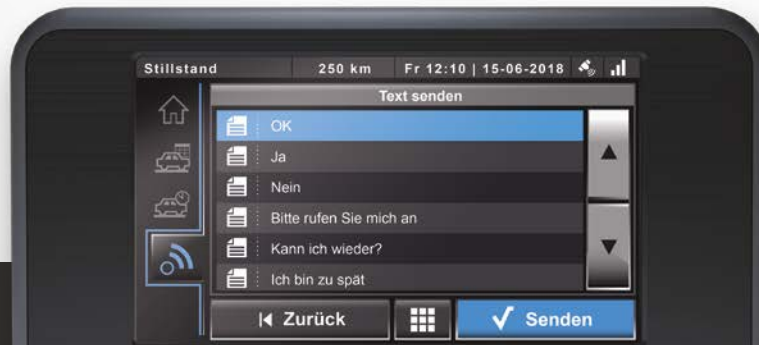 Stillstand 250 km Fr 12:10 | 15-06-2018
Text senden
OK
Ja
Nein
Bitte rufen Sie mich an
Kann ich wieder?
Ich bin zu spät
Zurück Senden